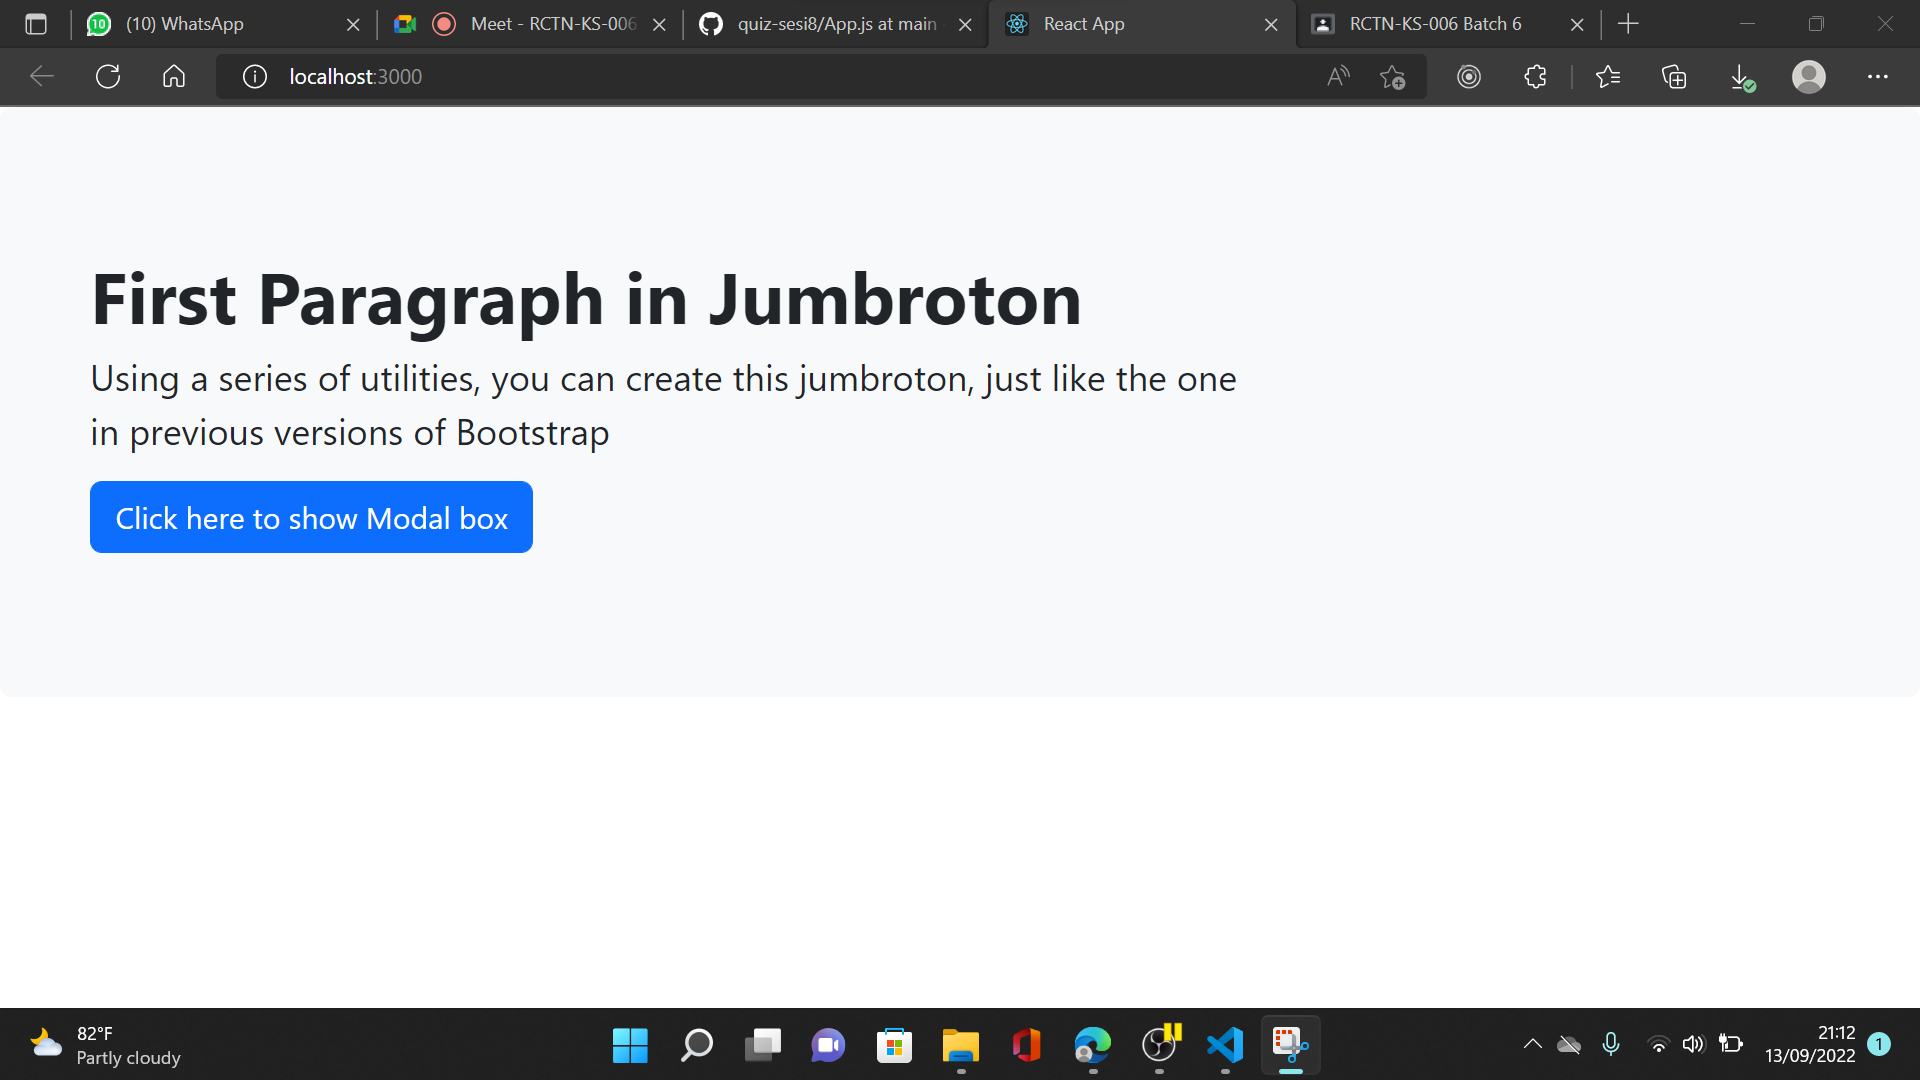 10 (10) WhatsApp
Meet - RCTN-KS-006
quiz-sesi8/App.js at main
React App
RCTN-KS-006 Batch 6
localhost:3000
First Paragraph in Jumbroton
Using a series of utilities, you can create this jumbroton, just like the one
in previous versions of Bootstrap
Click here to show Modal box
82°F
Partly cloudy
21:12
13/09/2022
1